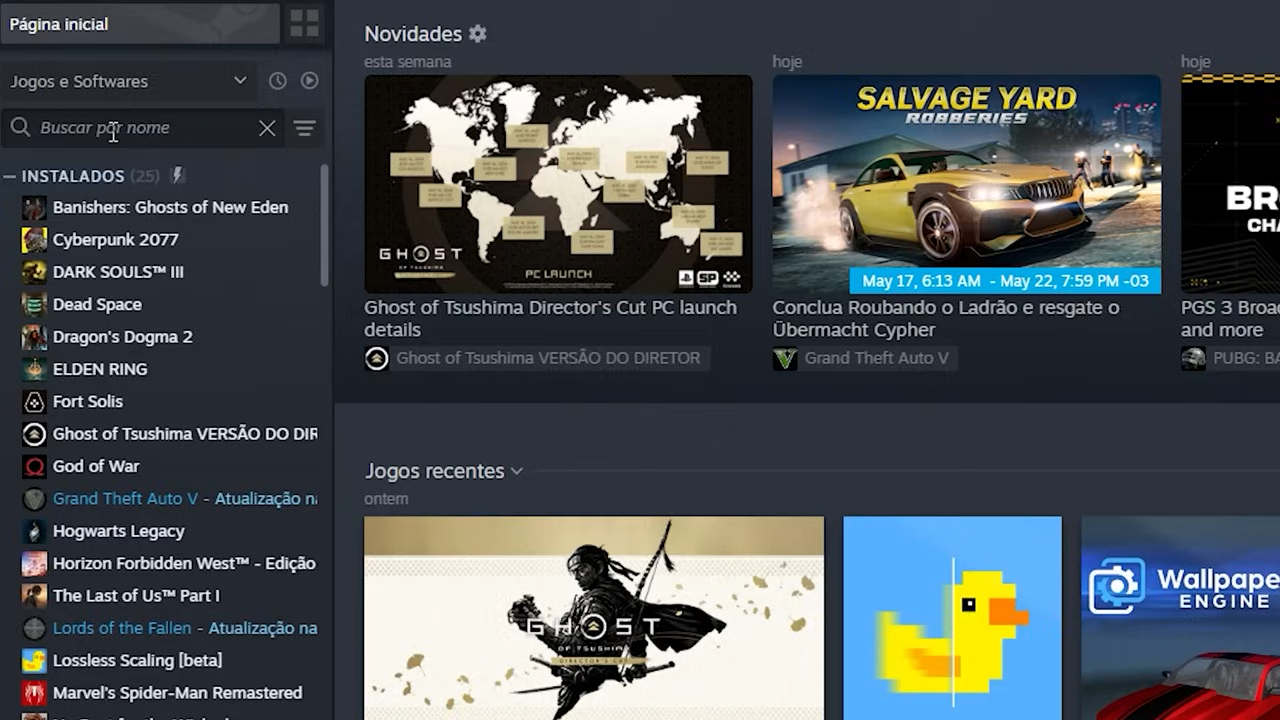 Página inicial
Jogos e Softwares
Buscar por nome
INSTALADOS (25)
Banishers: Ghosts of New Eden
Cyberpunk 2077
DARK SOULS™ III
Dead Space
Dragon's Dogma 2
ELDEN RING
Fort Solis
Ghost of Tsushima VERSÃO DO DIR
God of War
Grand Theft Auto V - Atualização na
Hogwarts Legacy
Horizon Forbidden West™ - Edição
The Last of Us™ Part I
Lords of the Fallen - Atualização na
Lossless Scaling [beta]
Marvel's Spider-Man Remastered
Novidades
esta semana
GHOST
OF TSUSHIMA
PC LAUNCH
SP
Ghost of Tsushima Director's Cut PC launch
details
Ghost of Tsushima VERSÃO DO DIRETOR
hoje
SALVAGE YARD
ROBBERIES
May 17, 6:13 AM - May 22, 7:59 PM -03
Conclua Roubando o Ladrão e resgate o
Übermacht Cypher
Grand Theft Auto V
hoje
BR
CHA
PGS 3 Broad
and more
PUBG: BA
Jogos recentes
ontem
GHOST
OF TSUSHIMA
DIRECTOR'S CUT
Wallpape
ENGINE